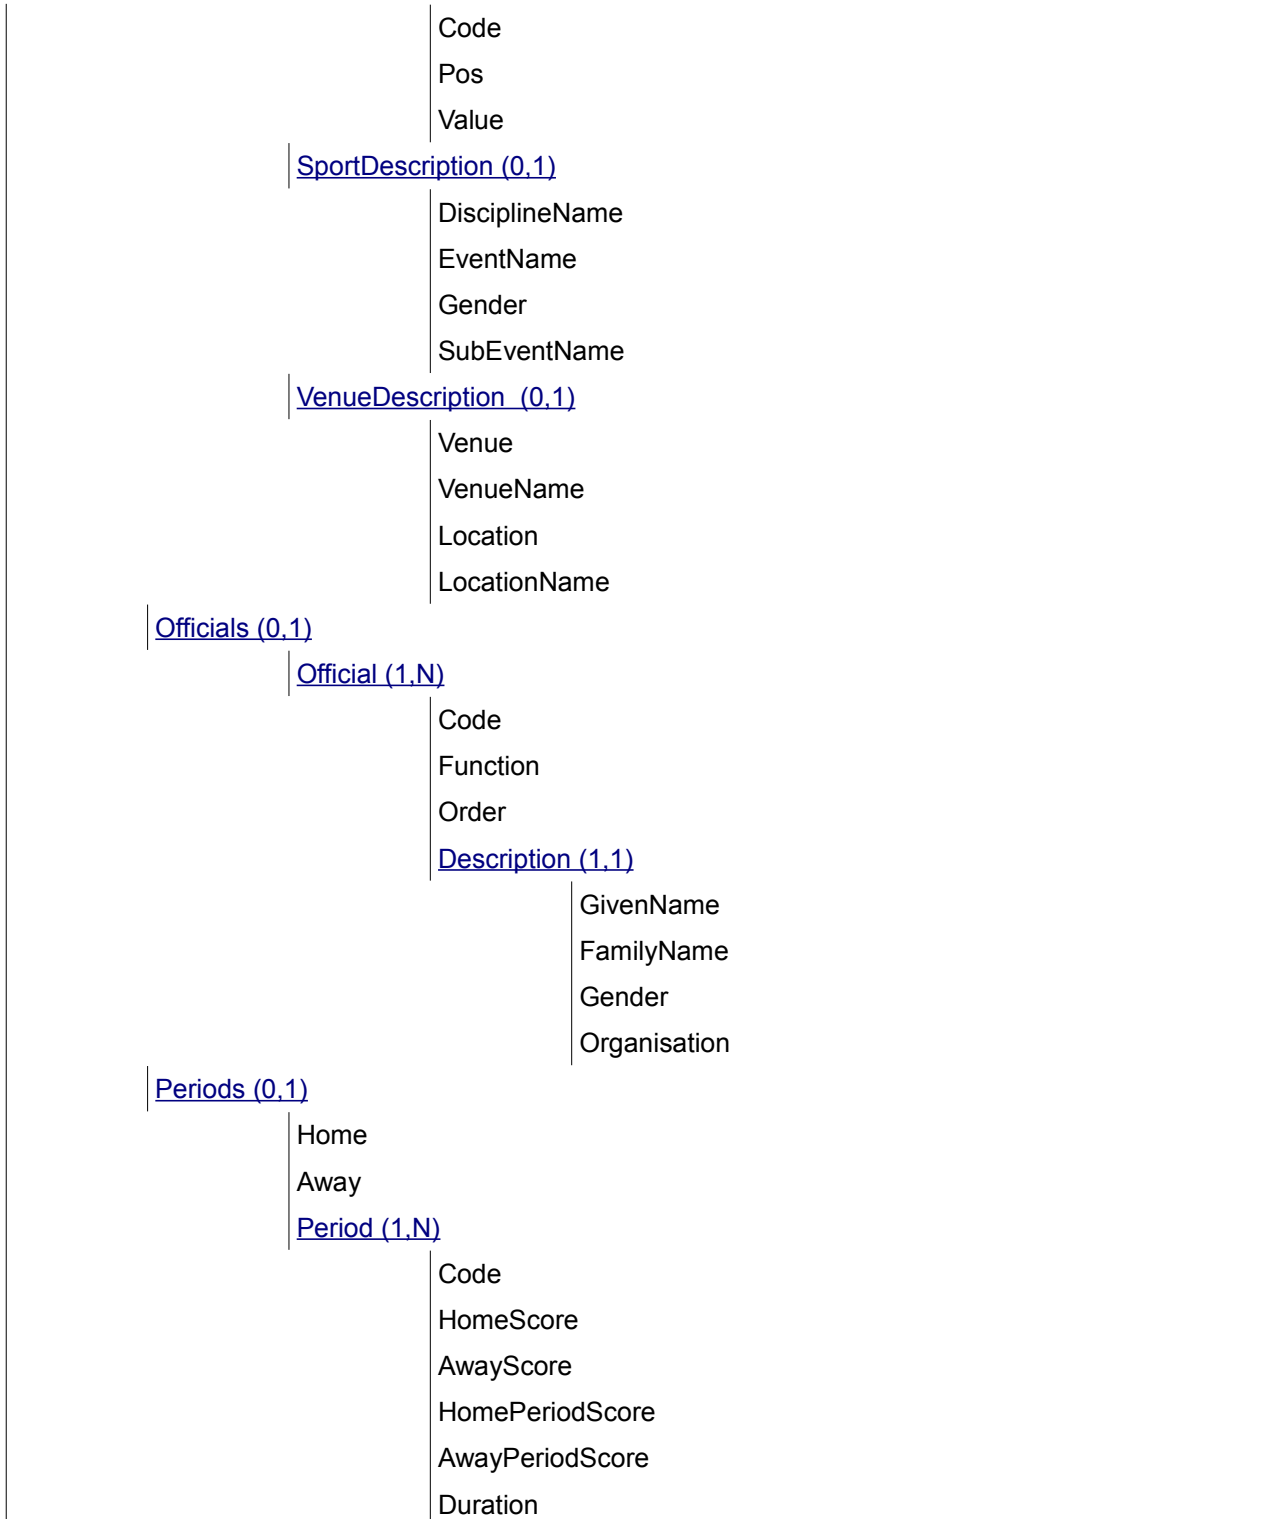 Code
Pos
Value
SportDescription (0,1)
DisciplineName
EventName
Gender
SubEventName
VenueDescription  (0,1)
Venue
VenueName
Location
LocationName
Officials (0,1)
Official (1,N)
Code
Function
Order
Description (1,1)
GivenName
FamilyName
Gender
Organisation
Periods (0,1)
Home
Away
Period (1,N)
Code
HomeScore
AwayScore
HomePeriodScore
AwayPeriodScore
Duration